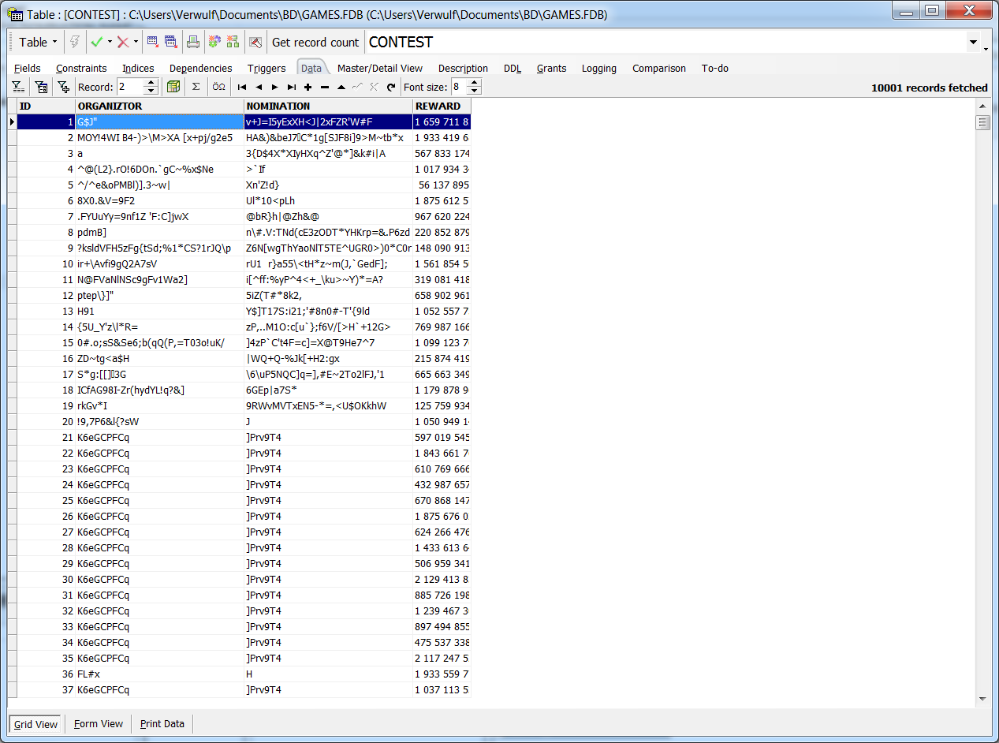 Table : [CONTEST] : C:\Users\Verwulf\Documents\BD\GAMES.FDB (C:\Users\Verwulf\Documents\BD\GAMES.FDB)
Table Get record count CONTEST
Fields Constraints Indices Dependencies Triggers Data Master/Detail View Description DDL Grants Logging Comparison To-do
Record: 2 Σ ÖΩ Font size: 8 10001 records fetched
ID ORGANIZTOR NOMINATION REWARD
1 G$J" v+J=I5yExXH<J|2xFZR'W#F 1 659 711 8
2 MOY!4WI B4-)>\M>XA [x+pj/g2e5 HA&)&beJ7▯C*1g[SJF8i]9>M~tb*x 1 933 419 6
3 a 3{D$4X*XIyHXq^Z'@*]&k#i|A 567 833 174
4 ^@(L2}.rO!6DOn.`gC~%x$Ne >`If 1 017 934 3
5 ^/^e&oPMBl)].3~w| Xn'Z!d} 56 137 895
6 8X0.&V=9F2 Ul*10<pLh 1 875 612 5
7 .FYUuYy=9nf1Z 'F:C]jwX @bR}h|@Zh&@ 967 620 224
8 pdmB] n\#.V:TNd(cE3zODT*YHKrp=&.P6zd 220 852 879
9 ?ksldVFH5zFg{tSd;%1*CS?1rJQ\p Z6N[wgThYaoNlT5TE^UGR0>)0*C0r 148 090 913
10 ir+\Avfi9gQ2A7sV rU1 r}a55\<tH*z~m(J,`GedF]; 1 561 854 5
11 N@FVaNlNSc9gFv1Wa2] i[^ff:%yP^4<+_\ku>~Y)*=A? 319 081 418
12 ptep\}]" 5iZ(T#*8k2, 658 902 961
13 H91 Y$]T17S:i21;'#8n0#-T'{9ld 1 052 557 7
14 {5U_Y'z\l*R= zP,..M1O:c[u`};f6V/[>H`+12G> 769 987 166
15 0#.o;sS&Se6;b(qQ(P,=T03o!uK/ ]4zP`C't4F=c]=X@T9He7^7 1 099 123 7
16 ZD~tg<a$H |WQ+Q-%Jk[+H2:gx 215 874 419
17 S*g:[[]▯3G \6\uP5NQC]q=],#E~2To2lFJ,'1 665 663 349
18 ICfAG98I-Zr(hydYL!q?&] 6GEp|a7S* 1 179 878 9
19 rkGv*I 9RWvMVTxEN5-*=,<U$OKkhW 125 759 934
20 !9,7P6&l{?sW J 1 050 949 1
21 K6eGCPFCq ]Prv9T4 597 019 545
22 K6eGCPFCq ]Prv9T4 1 843 661 7
23 K6eGCPFCq ]Prv9T4 610 769 666
24 K6eGCPFCq ]Prv9T4 432 987 657
25 K6eGCPFCq ]Prv9T4 670 868 147
26 K6eGCPFCq ]Prv9T4 1 875 676 0
27 K6eGCPFCq ]Prv9T4 624 266 476
28 K6eGCPFCq ]Prv9T4 1 433 613 6
29 K6eGCPFCq ]Prv9T4 506 959 341
30 K6eGCPFCq ]Prv9T4 2 129 413 8
31 K6eGCPFCq ]Prv9T4 885 726 198
32 K6eGCPFCq ]Prv9T4 1 239 467 3
33 K6eGCPFCq ]Prv9T4 897 494 855
34 K6eGCPFCq ]Prv9T4 475 537 338
35 K6eGCPFCq ]Prv9T4 2 117 247 5
36 FL#x H 1 933 559 7
37 K6eGCPFCq ]Prv9T4 1 037 113 5
Grid View Form View Print Data